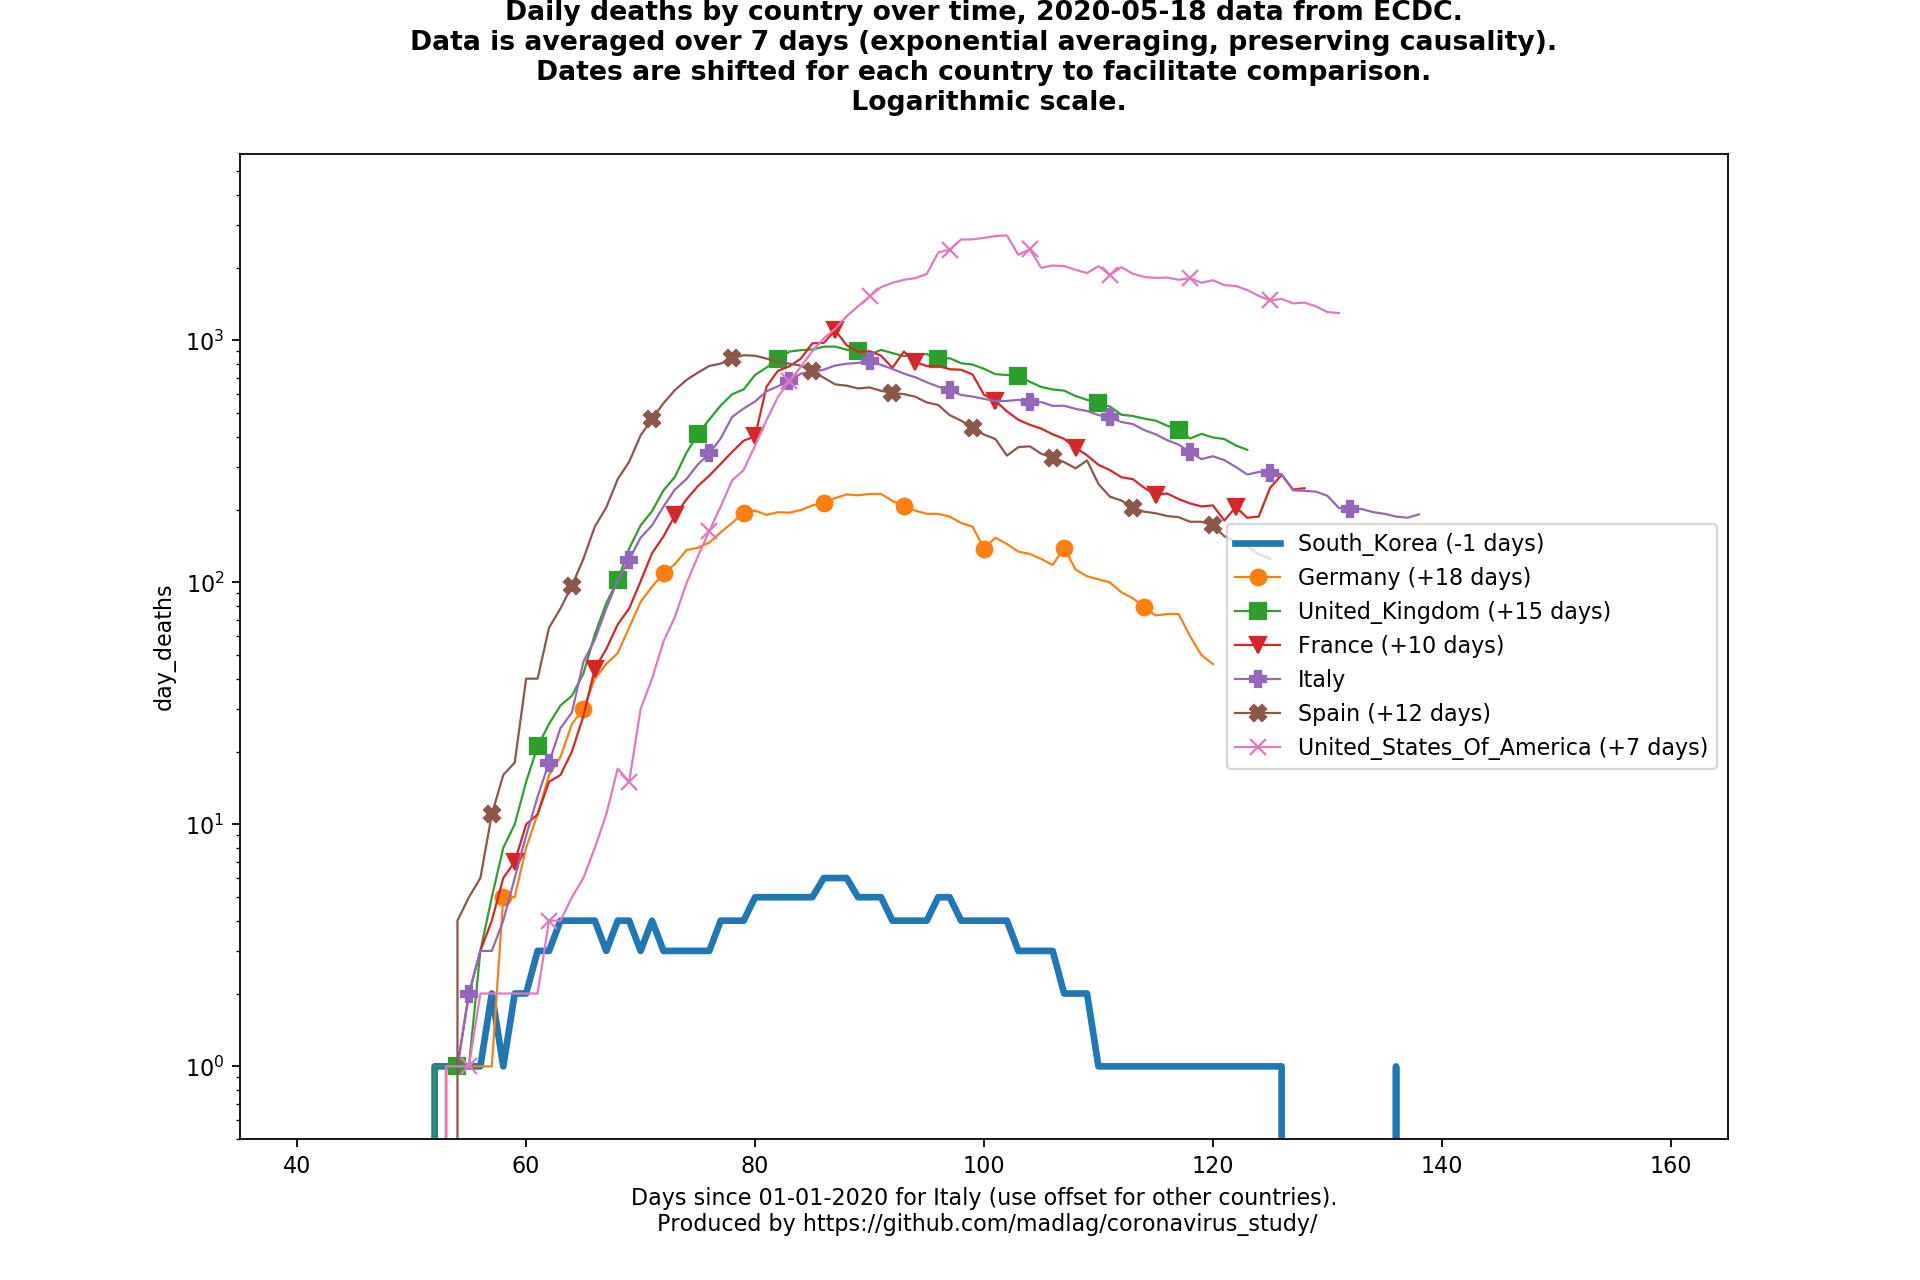 Daily deaths by country over time, 2020-05-18 data from ECDC.
Data is averaged over 7 days (exponential averaging, preserving causality).
Dates are shifted for each country to facilitate comparison.
Logarithmic scale.
10³
10²
10¹
10⁰
day_deaths
South_Korea (-1 days)
Germany (+18 days)
United_Kingdom (+15 days)
France (+10 days)
Italy
Spain (+12 days)
United_States_Of_America (+7 days)
40 60 80 100 120 140 160
Days since 01-01-2020 for Italy (use offset for other countries).
Produced by https://github.com/madlag/coronavirus_study/